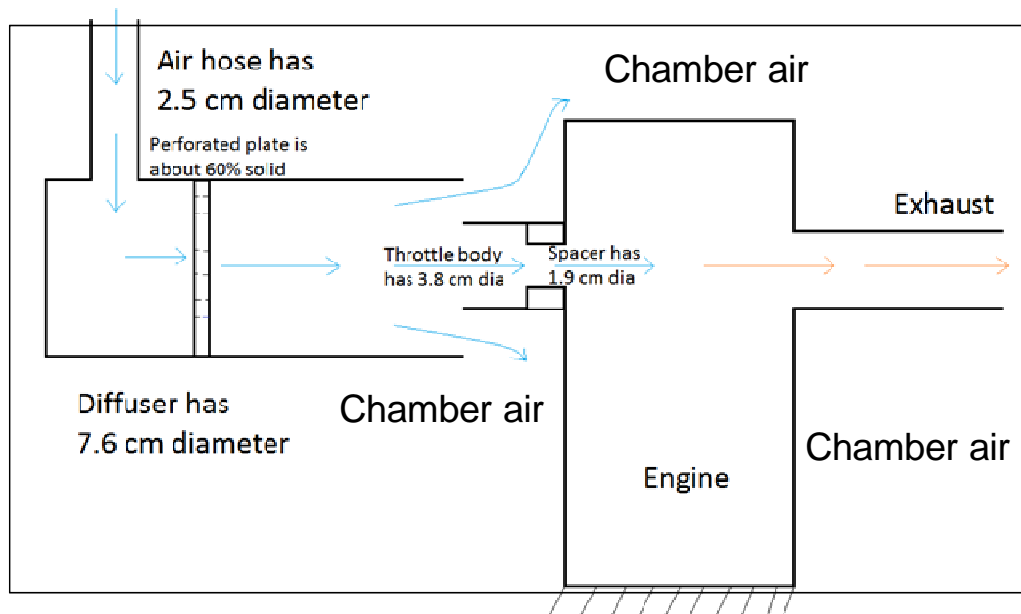 Air hose has
2.5 cm diameter
Chamber air
Perforated plate is
about 60% solid
Exhaust
Throttle body
has 3.8 cm dia
Spacer has
1.9 cm dia
Diffuser has
7.6 cm diameter
Chamber air
Chamber air
Engine